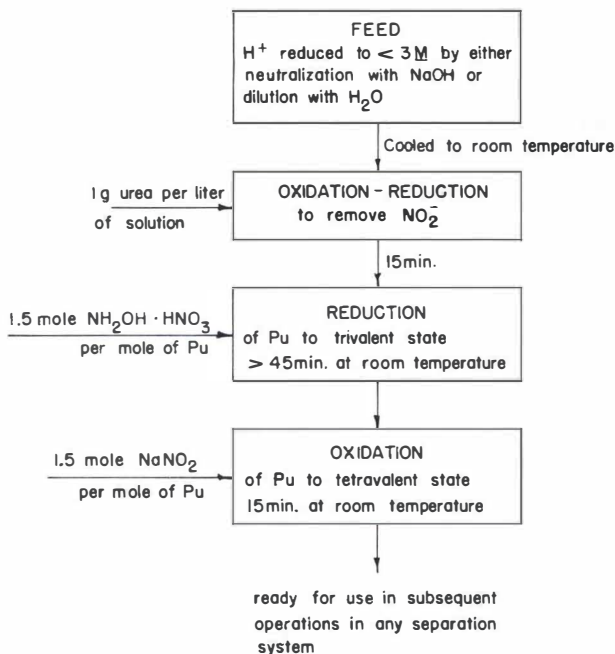 FEED
H⁺ reduced to < 3 M by either
neutralization with NaOH or
dilution with H₂O
Cooled to room temperature
1 g urea per liter
of solution
OXIDATION – REDUCTION
to remove NO₂⁻
15 min.
1.5 mole NH₂OH · HNO₃
per mole of Pu
REDUCTION
of Pu to trivalent state
> 45 min. at room temperature
1.5 mole NaNO₂
per mole of Pu
OXIDATION
of Pu to tetravalent state
15 min. at room temperature
ready for use in subsequent
operations in any separation
system